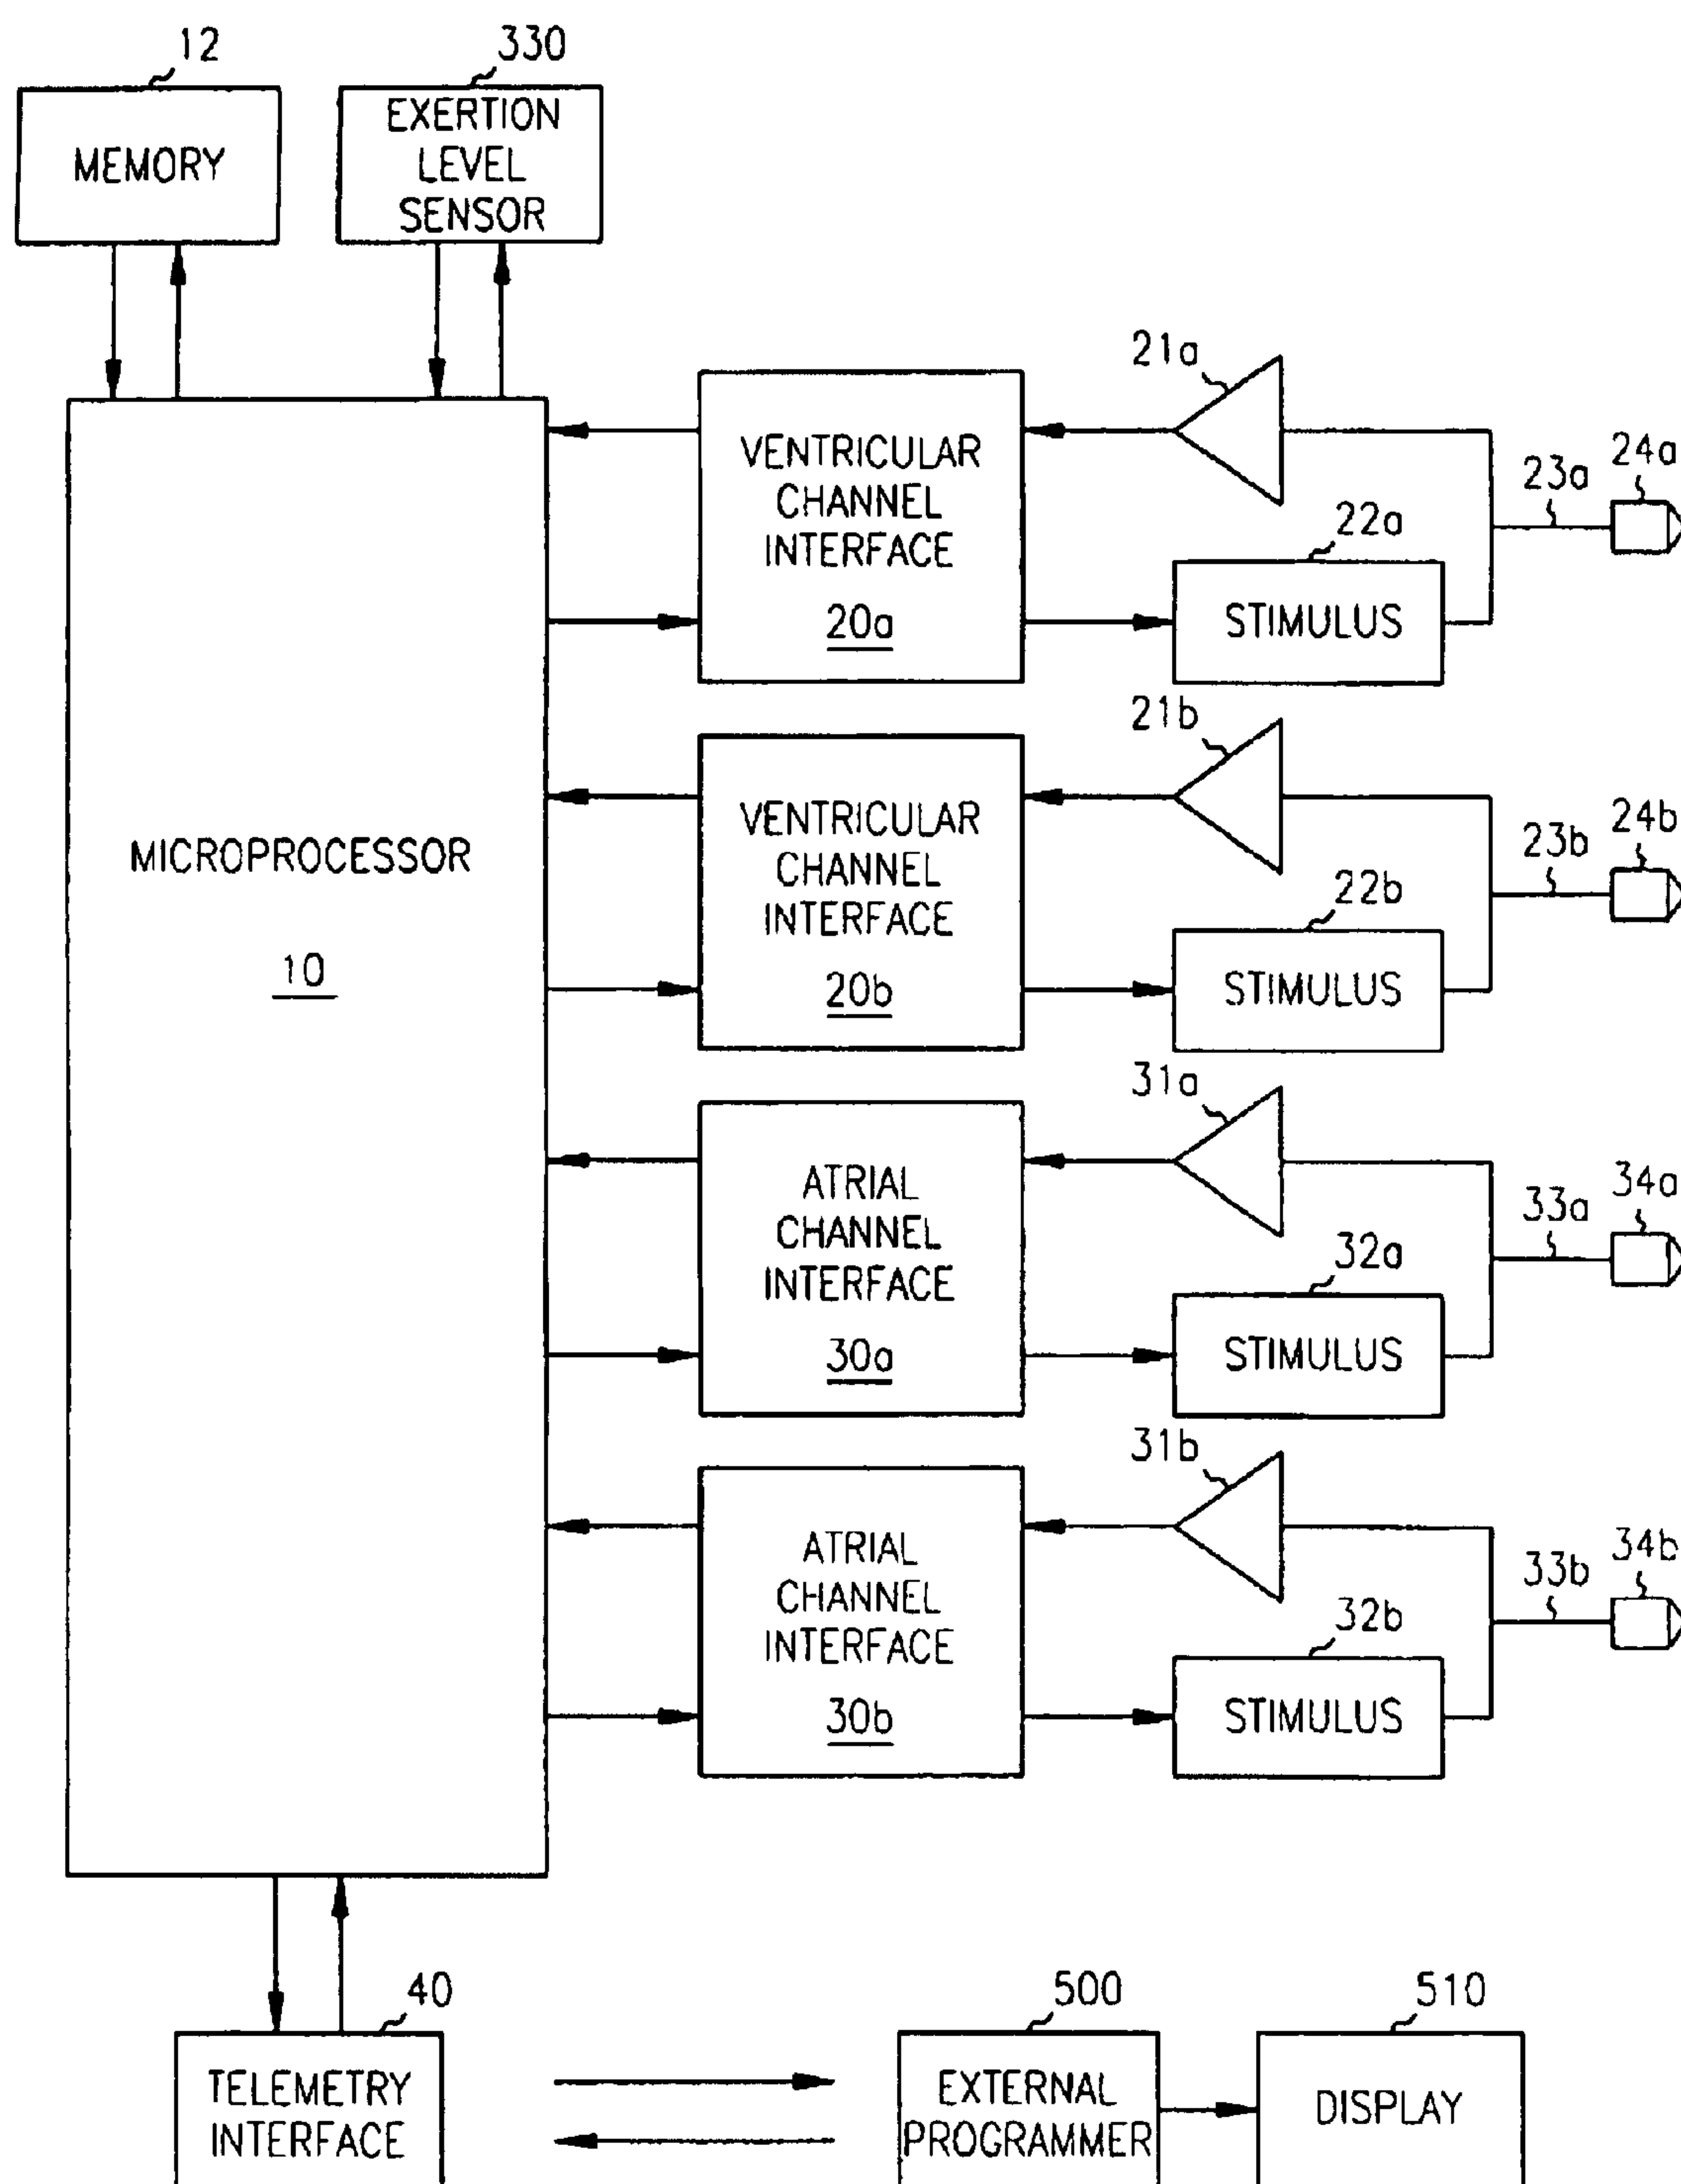 12
330
MEMORY
EXERTION
LEVEL
SENSOR
21a
VENTRICULAR
CHANNEL
INTERFACE
20a
22a
STIMULUS
23a
24a
MICROPROCESSOR
10
21b
VENTRICULAR
CHANNEL
INTERFACE
20b
22b
STIMULUS
23b
24b
31a
ATRIAL
CHANNEL
INTERFACE
30a
32a
STIMULUS
33a
34a
31b
ATRIAL
CHANNEL
INTERFACE
30b
32b
STIMULUS
33b
34b
40
TELEMETRY
INTERFACE
500
EXTERNAL
PROGRAMMER
510
DISPLAY